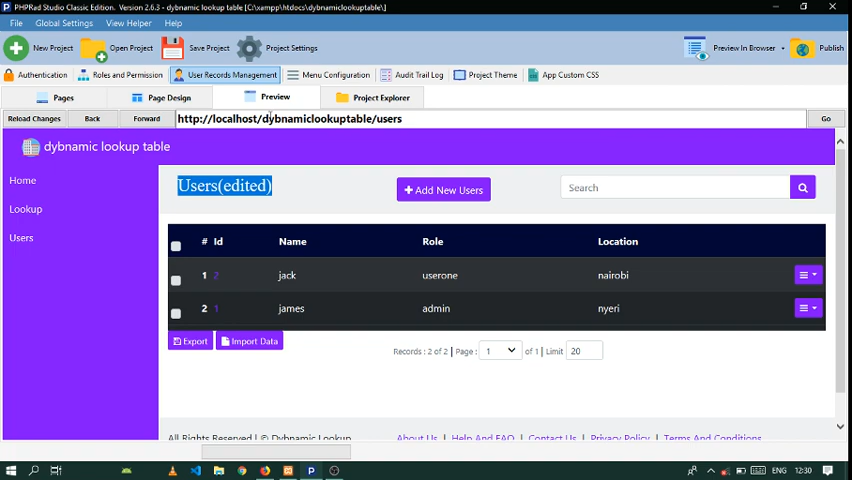 PHPRad Studio Classic Edition. Version 2.6.3 - dybnamic lookup table [C:\xampp\htdocs\dybnamiclookuptable\]
File Global Settings View Helper Help
New Project Open Project Save Project Project Settings Preview In Browser Publish
Authentication Roles and Permission User Records Management Menu Configuration Audit Trail Log Project Theme App Custom CSS
Pages Page Design Preview Project Explorer
Reload Changes Back Forward http://localhost/dybnamiclookuptable/users Go
dybnamic lookup table
Home
Lookup
Users
Users(edited) + Add New Users Search
# Id Name Role Location
1 2 jack userone nairobi
2 1 james admin nyeri
Export Import Data
Records : 2 of 2 Page : 1 of 1 Limit 20
All Rights Reserved | © Dybnamic Lookup About Us | Help And FAQ | Contact Us | Privacy Policy | Terms And Conditions
ENG 12:30